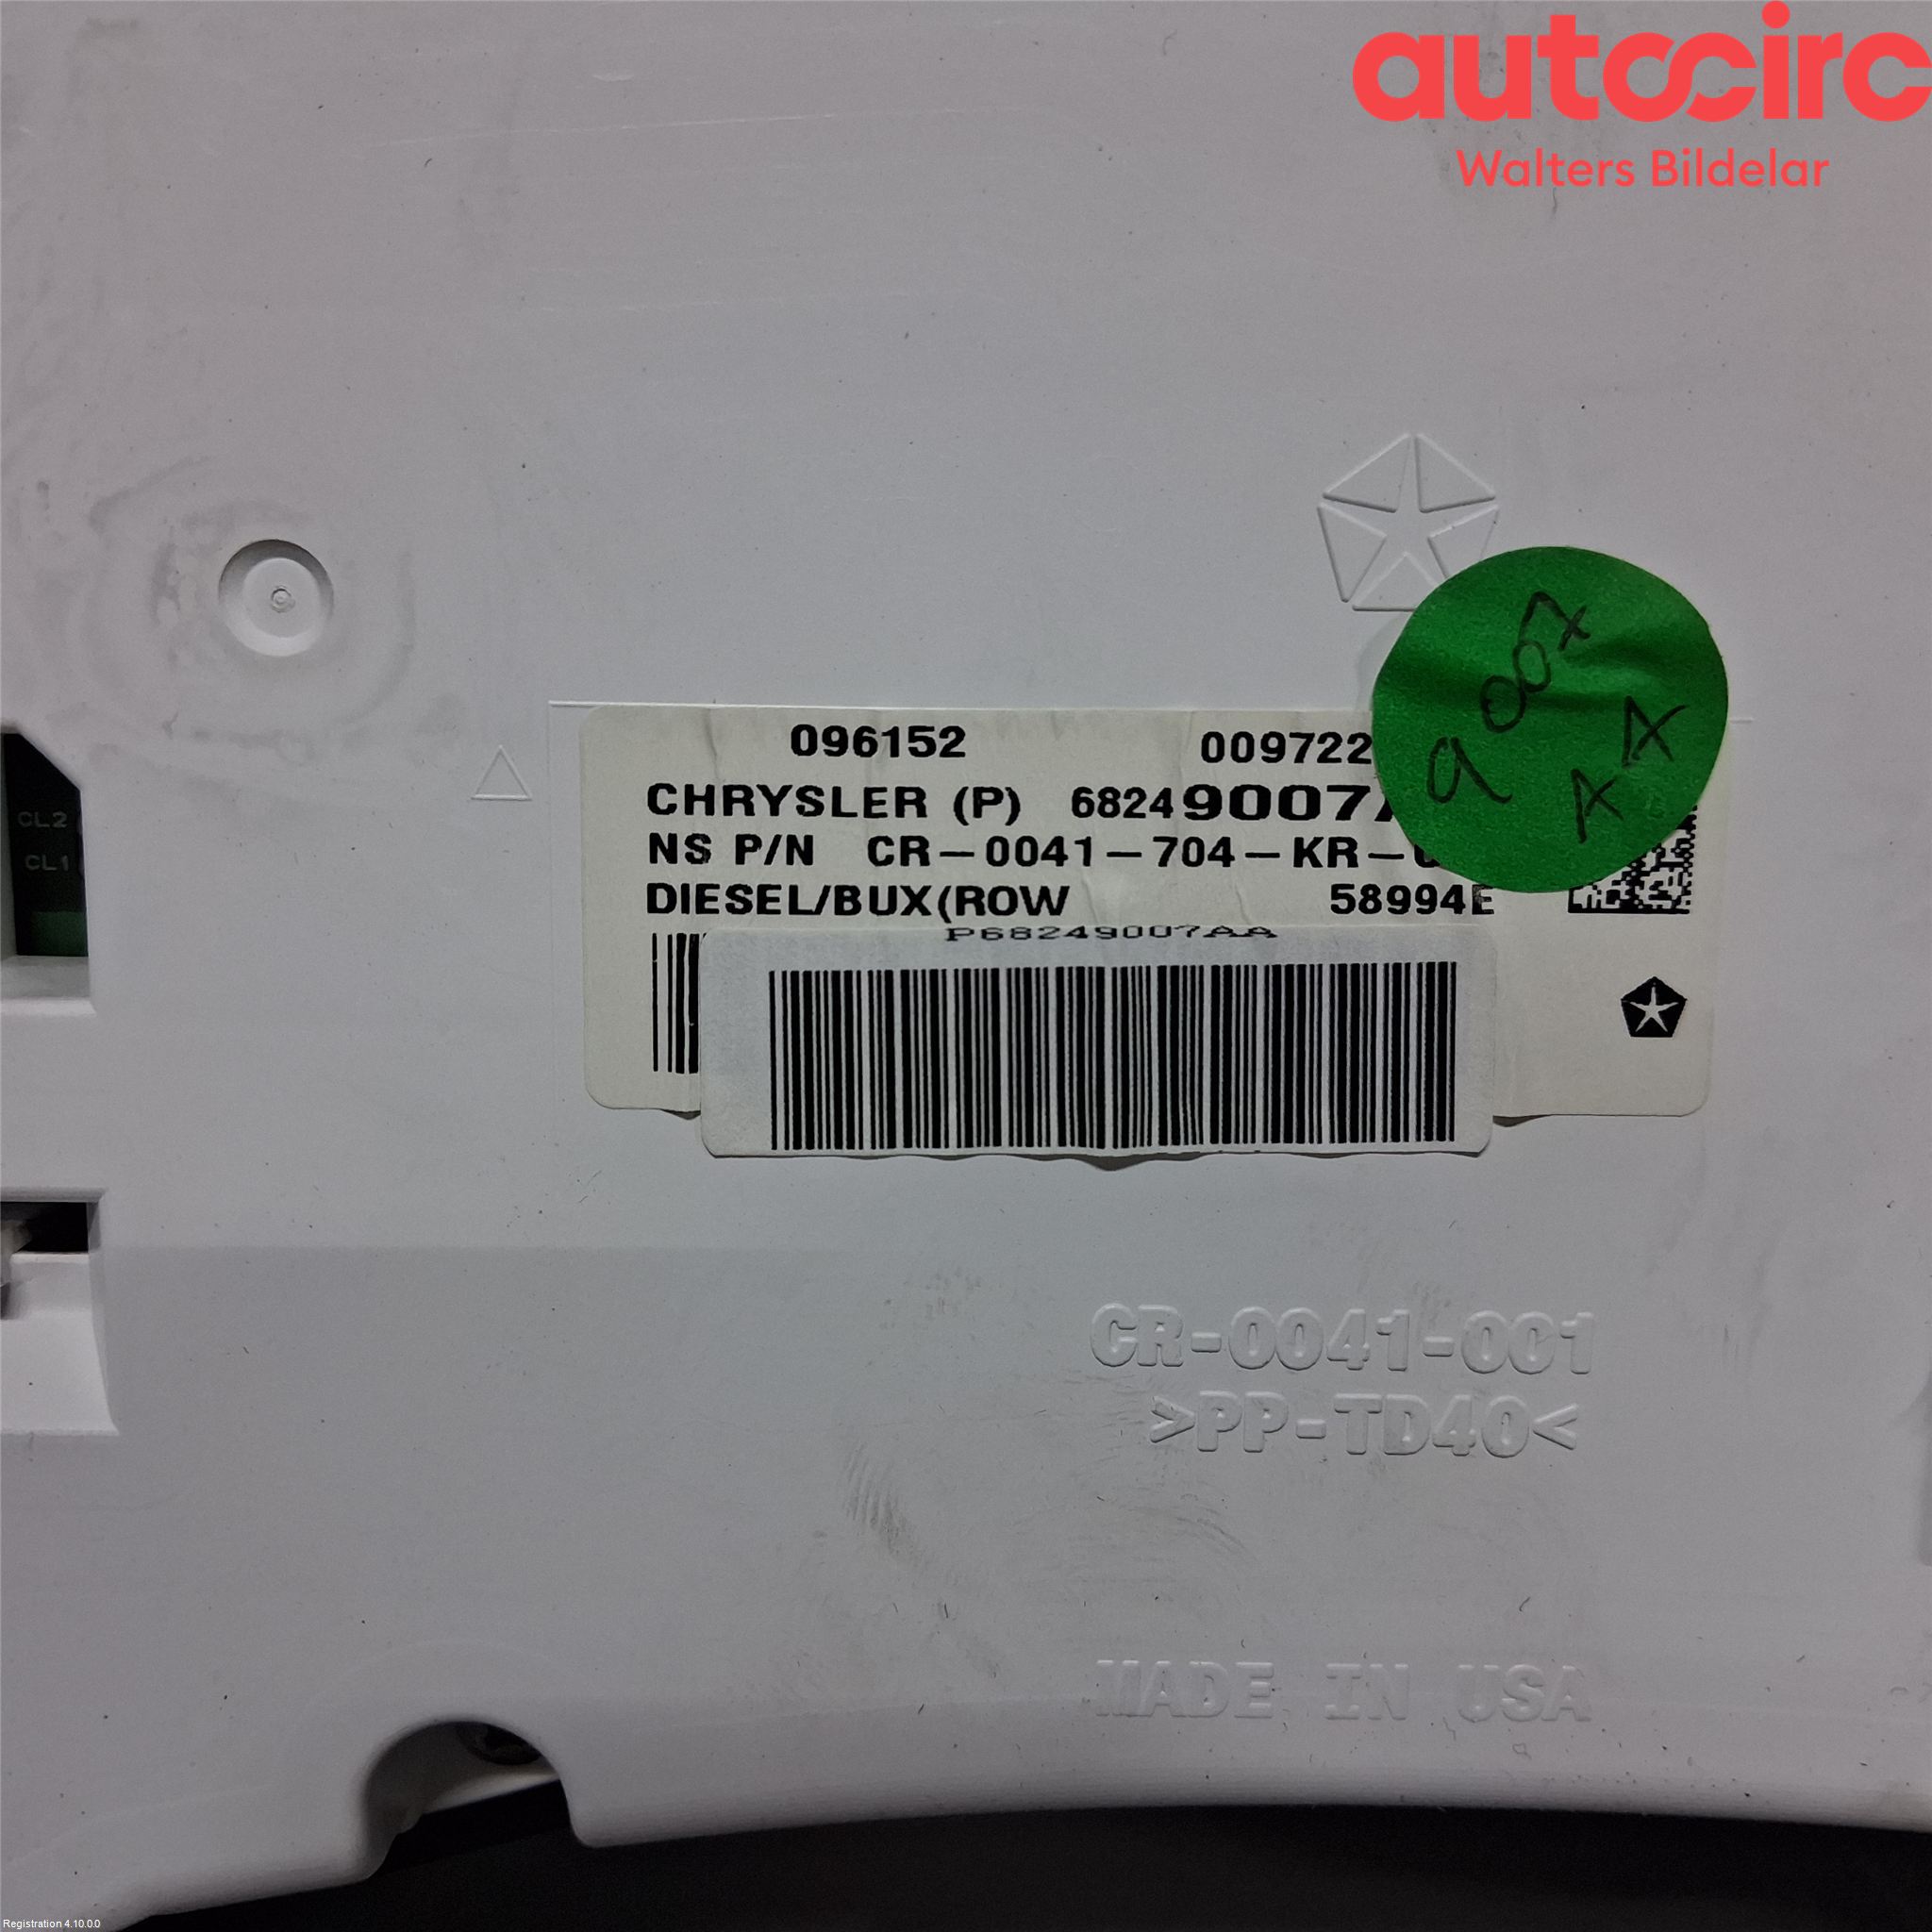 autocirc
Walters Bildelar
9007
AA
096152 009722
CHRYSLER (P) 68249007
NS P/N CR-0041-704-KR-
DIESEL/BUX(ROW 58994E
P68249007AA
CL2
CL1
CR-0041-001
>PP-TD40<
MADE IN USA
Registration 4.10.0.0